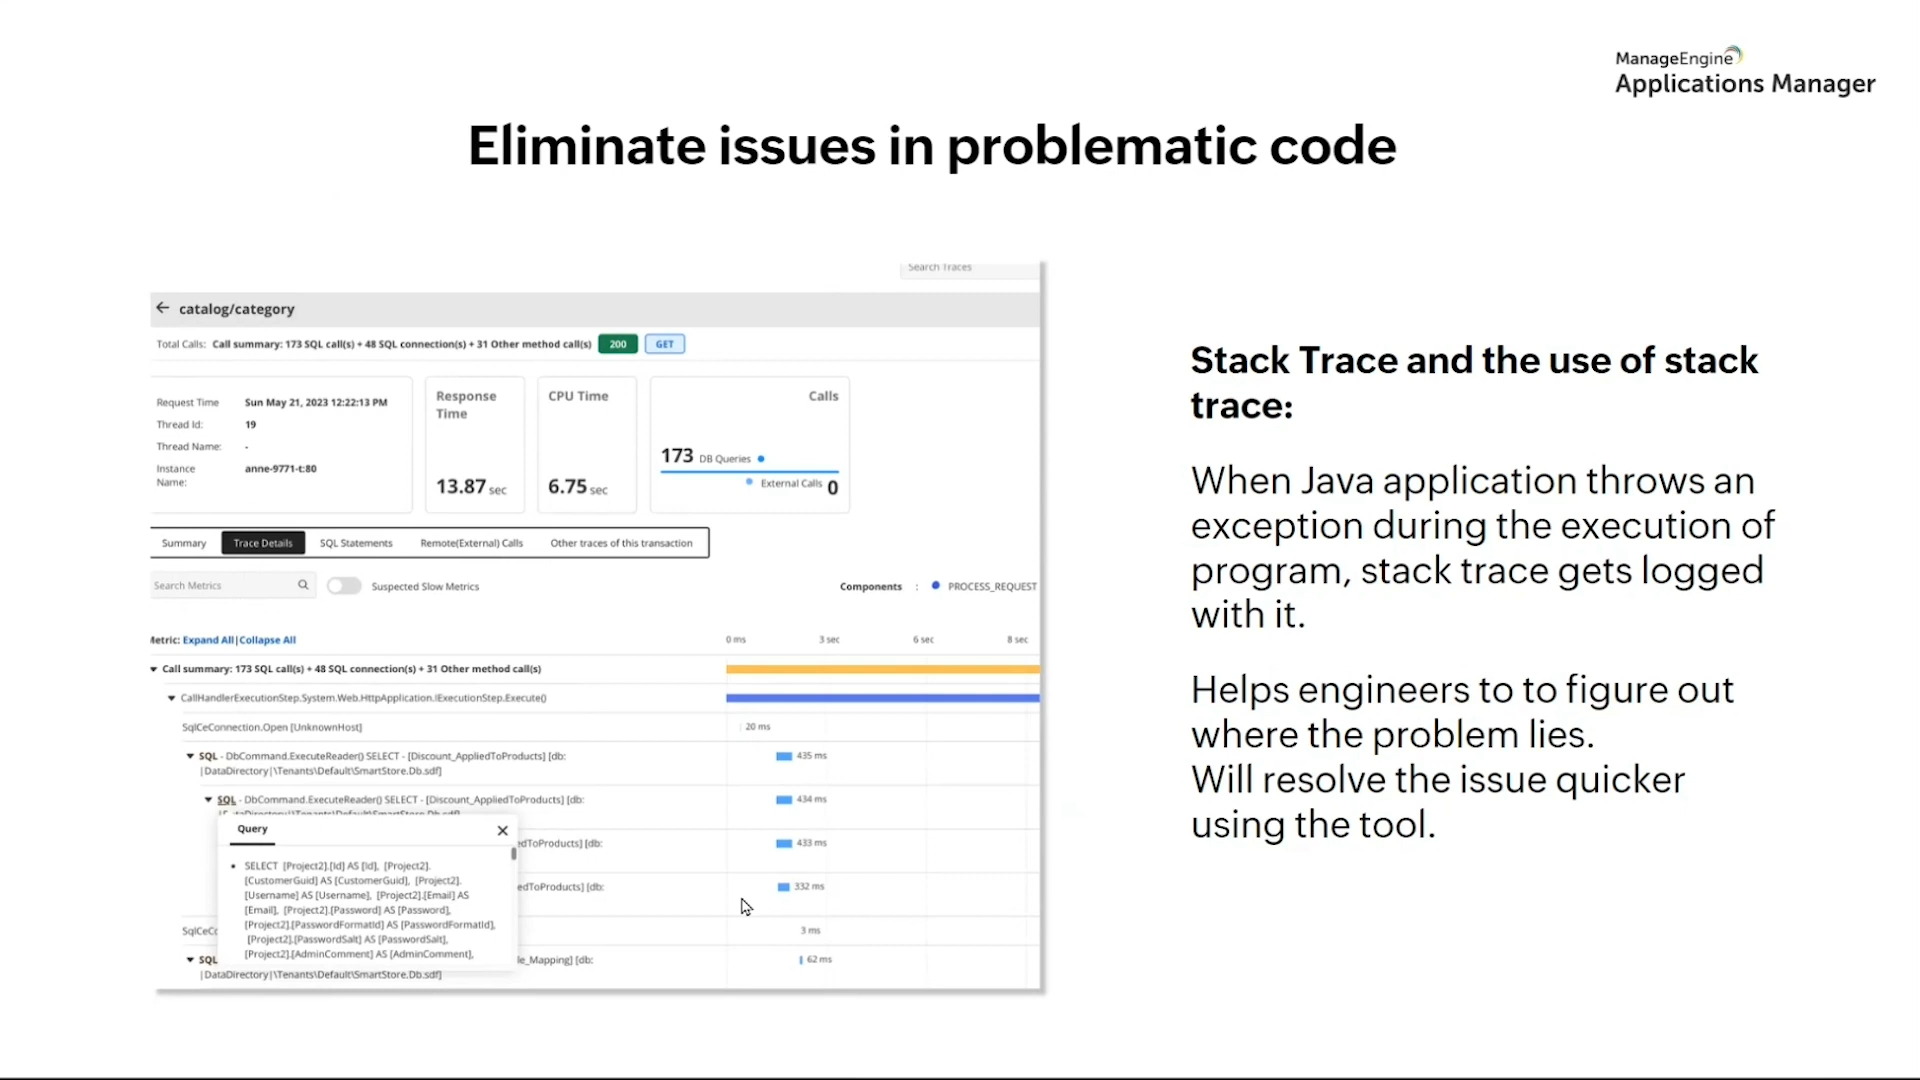 ManageEngine
Applications Manager
Eliminate issues in problematic code
Search Traces
catalog/category
Total Calls: Call summary: 173 SQL call(s) + 48 SQL connection(s) + 31 Other method call(s) 200 GET
Request Time Sun May 21, 2023 12:22:13 PM
Thread Id: 19
Thread Name: -
Instance Name: anne-9771-t:80
Response Time
13.87 sec
CPU Time
6.75 sec
Calls
173 DB Queries
External Calls 0
Summary Trace Details SQL Statements Remote(External) Calls Other traces of this transaction
Search Metrics Suspected Slow Metrics Components : PROCESS_REQUEST
Metric: Expand All|Collapse All 0 ms 3 sec 6 sec 8 sec
Call summary: 173 SQL call(s) + 48 SQL connection(s) + 31 Other method call(s)
CallHandlerExecutionStep.System.Web.HttpApplication.IExecutionStep.Execute()
SqlCeConnection.Open [UnknownHost] 20 ms
SQL - DbCommand.ExecuteReader() SELECT - [Discount_AppliedToProducts] [db: 435 ms
|DataDirectory|\Tenants\Default\SmartStore.Db.sdf]
SQL - DbCommand.ExecuteReader() SELECT - [Discount_AppliedToProducts] [db: 434 ms
Query
edToProducts] [db: 433 ms
SELECT [Project2].[Id] AS [Id], [Project2].
[CustomerGuid] AS [CustomerGuid], [Project2].
[Username] AS [Username], [Project2].[Email] AS
[Email], [Project2].[Password] AS [Password],
[Project2].[PasswordFormatId] AS [PasswordFormatId],
[Project2].[PasswordSalt] AS [PasswordSalt],
[Project2].[AdminComment] AS [AdminComment],
edToProducts] [db: 332 ms
SqlCeC 3 ms
SQL le_Mapping] [db: 62 ms
|DataDirectory|\Tenants\Default\SmartStore.Db.sdf]
Stack Trace and the use of stack
trace:
When Java application throws an
exception during the execution of
program, stack trace gets logged
with it.
Helps engineers to to figure out
where the problem lies.
Will resolve the issue quicker
using the tool.